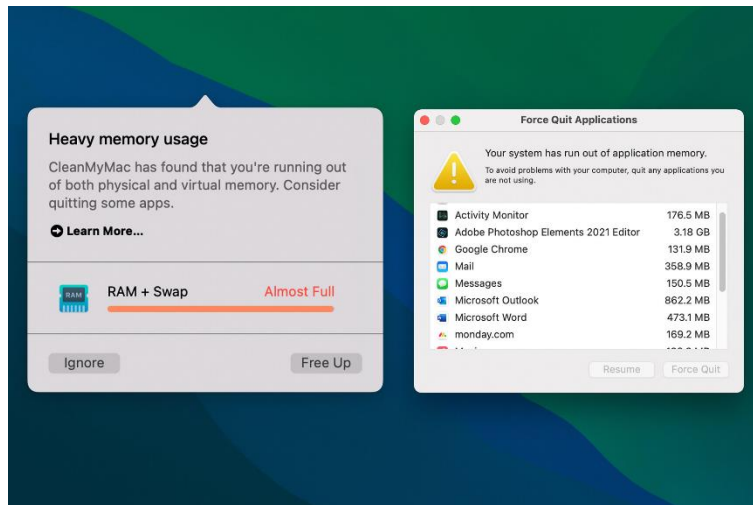 Heavy memory usage
CleanMyMac has found that you're running out
of both physical and virtual memory. Consider
quitting some apps.
Learn More...
RAM
RAM + Swap Almost Full
Ignore Free Up
Force Quit Applications
Your system has run out of application memory.
To avoid problems with your computer, quit any applications you
are not using.
Activity Monitor 176.5 MB
Adobe Photoshop Elements 2021 Editor 3.18 GB
Google Chrome 131.9 MB
Mail 358.9 MB
Messages 150.5 MB
Microsoft Outlook 862.2 MB
Microsoft Word 473.1 MB
monday.com 169.2 MB
Resume Force Quit